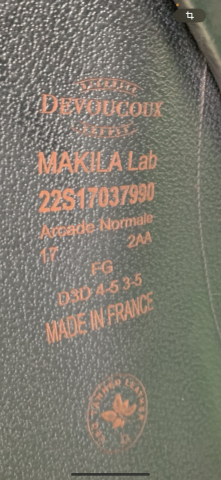 DEVOUCOUX
MAKILA Lab
22S17037990
Arcade Normale
17 2AA
FG
D3D 4-5 3-5
MADE IN FRANCE